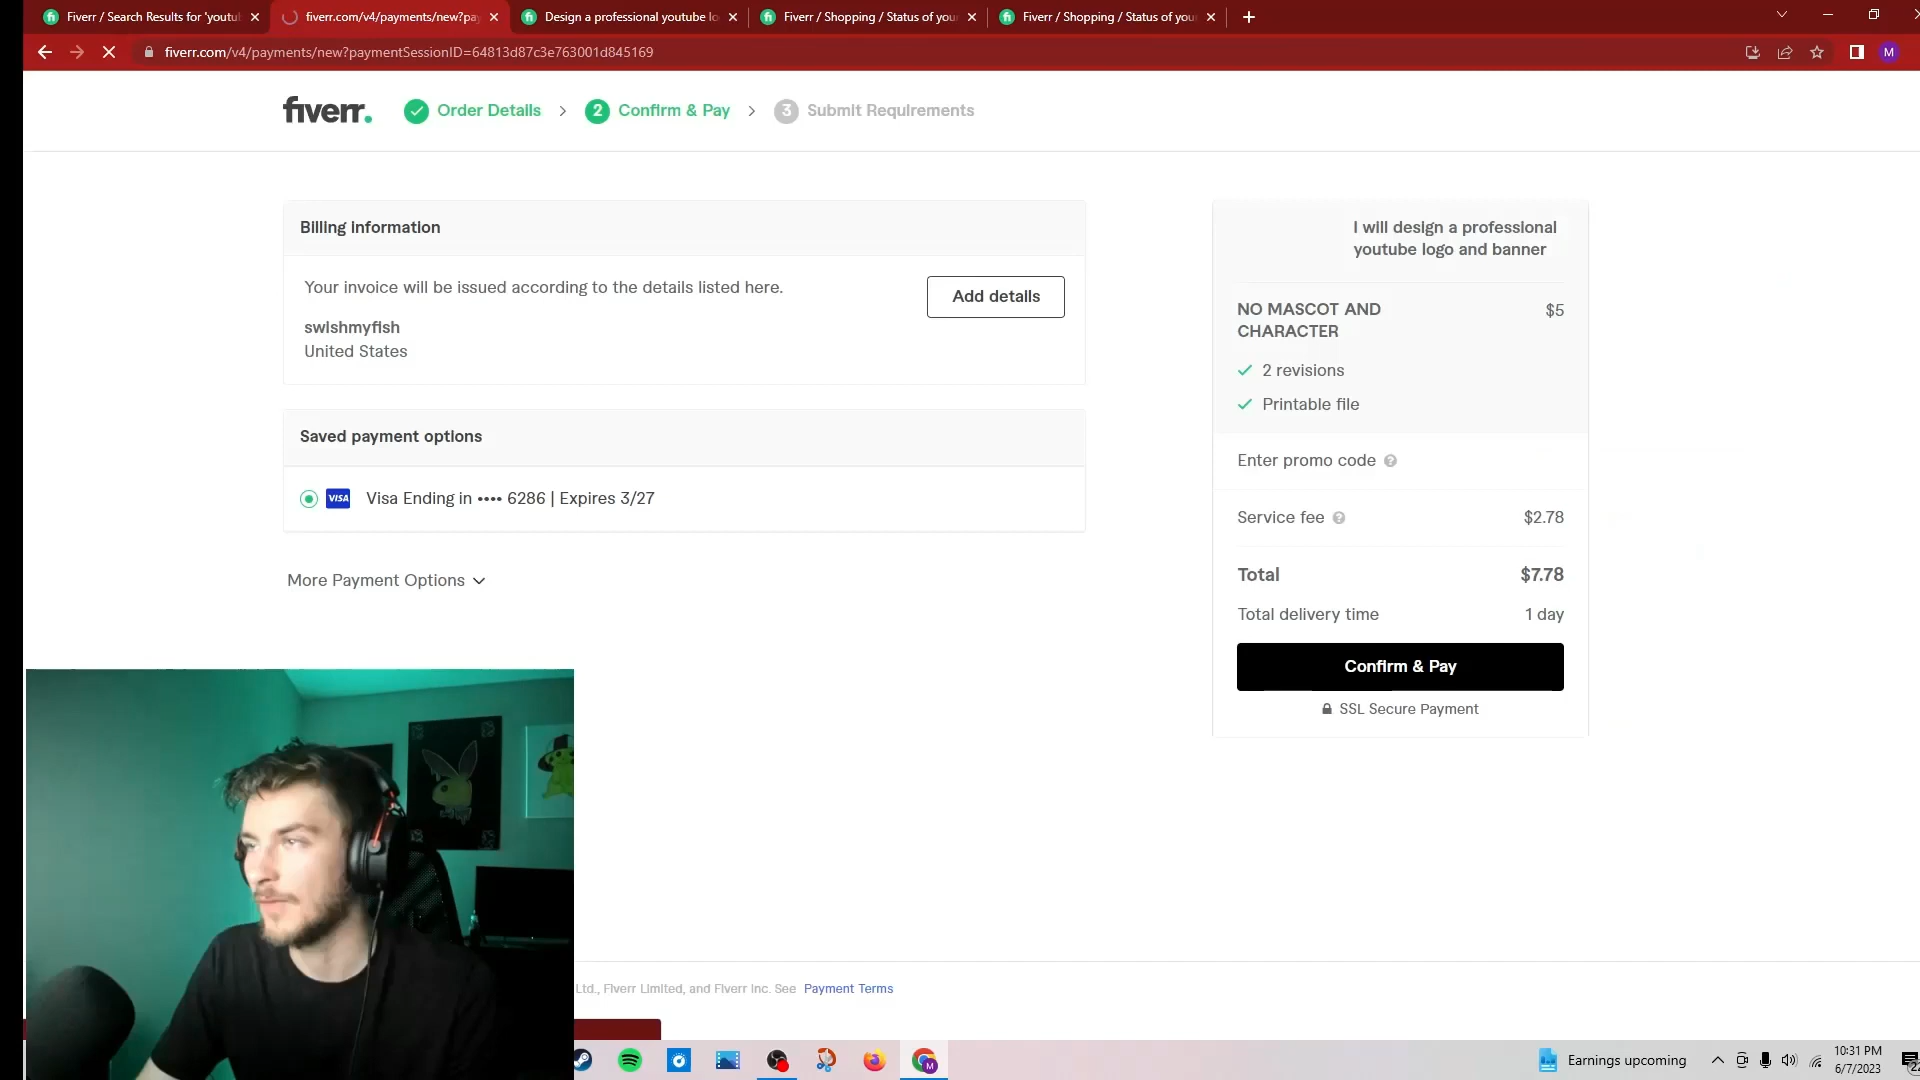 Fiverr / Search Results for 'youtu
fiverr.com/v4/payments/new?pa
Design a professional youtube lo
Fiverr / Shopping / Status of you
Fiverr / Shopping / Status of you
fiverr.com/v4/payments/new?paymentSessionID=64813d87c3e763001d845169
M
fiverr.
Order Details
2 Confirm & Pay
3 Submit Requirements
Billing information
Your invoice will be issued according to the details listed here.
Add details
swishmyfish
United States
Saved payment options
VISA Visa Ending in •••• 6286 | Expires 3/27
More Payment Options
I will design a professional
youtube logo and banner
NO MASCOT AND
CHARACTER
$5
2 revisions
Printable file
Enter promo code
Service fee $2.78
Total $7.78
Total delivery time 1 day
Confirm & Pay
SSL Secure Payment
Ltd., Fiverr Limited, and Fiverr Inc. See Payment Terms
Earnings upcoming
10:31 PM
6/7/2023